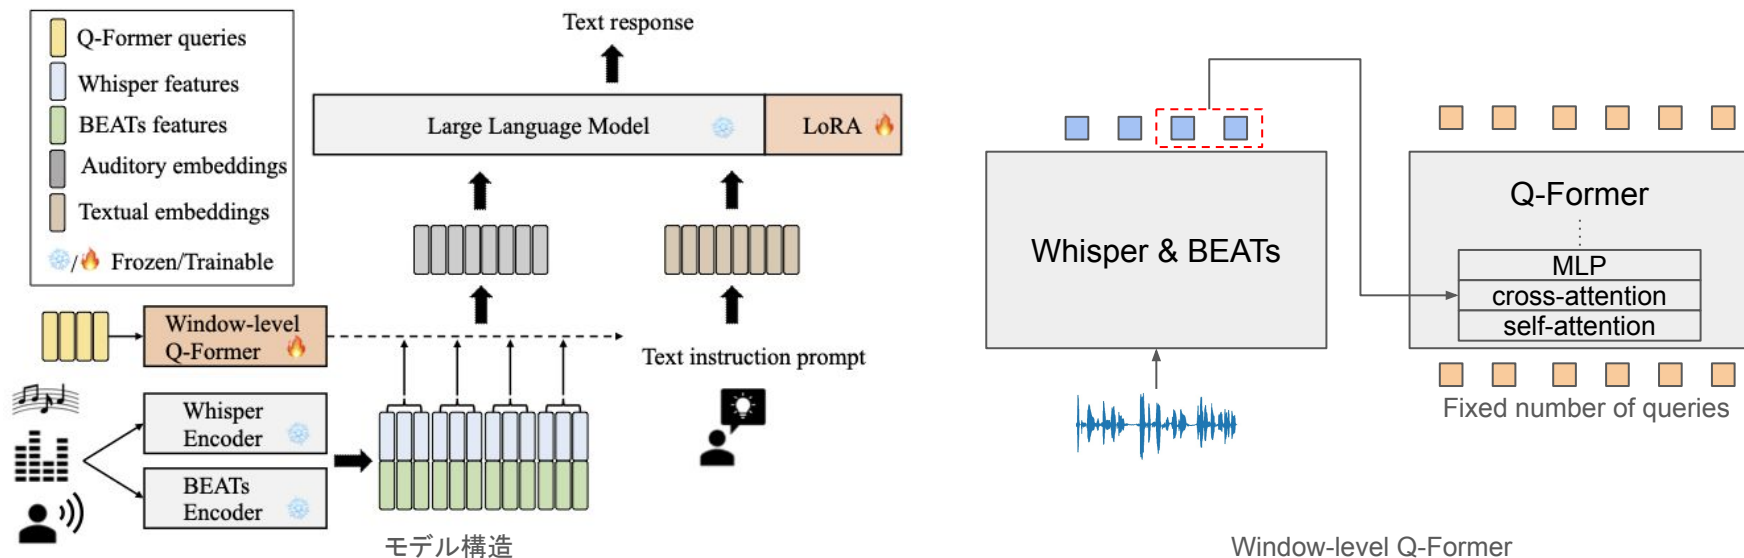 Q-Former queries
Whisper features
BEATs features
Auditory embeddings
Textual embeddings
/ Frozen/Trainable
Text response
Large Language Model
LoRA
Window-level
Q-Former
Text instruction prompt
Whisper
Encoder
BEATs
Encoder
モデル構造
Whisper & BEATs
Q-Former
MLP
cross-attention
self-attention
Fixed number of queries
Window-level Q-Former